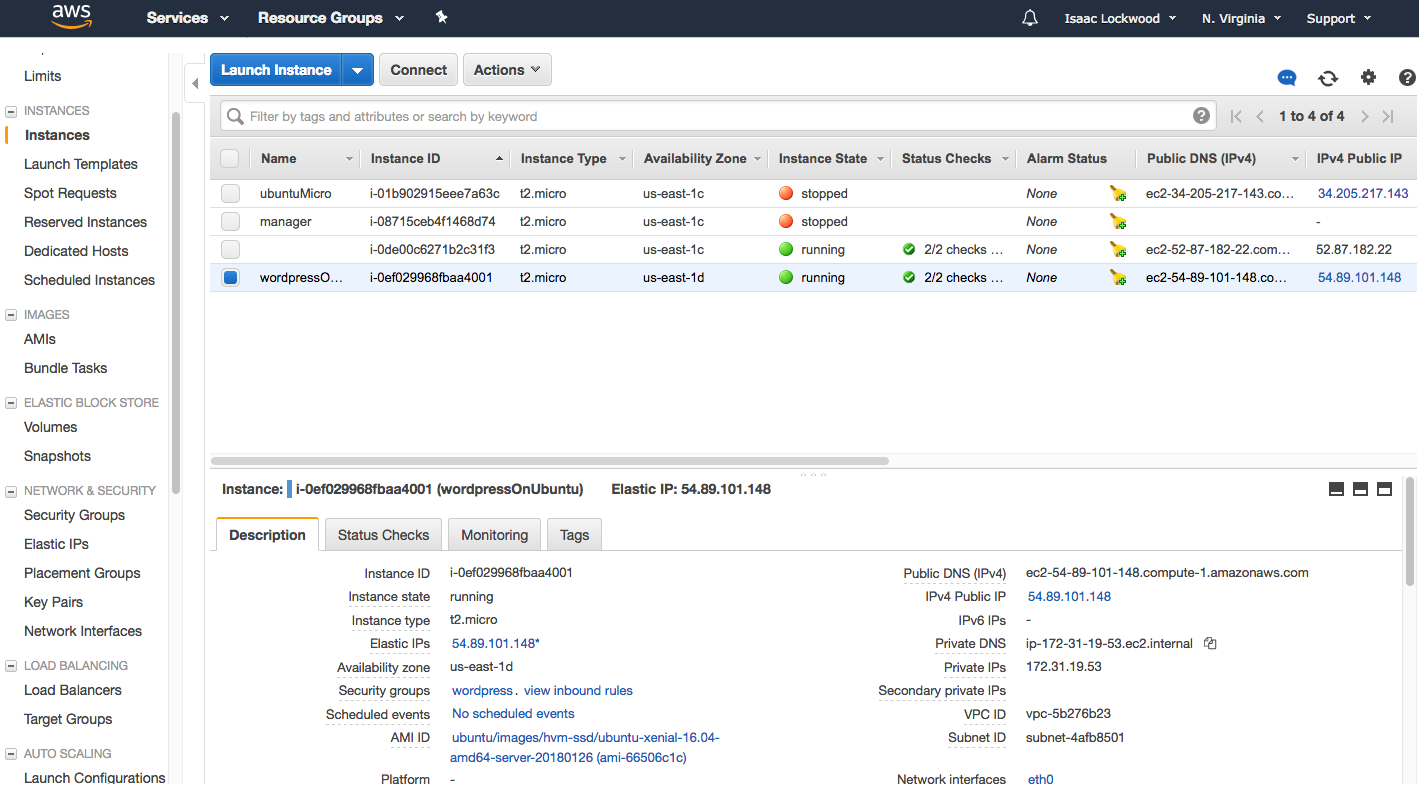 aws Services Resource Groups Isaac Lockwood N. Virginia Support
Limits
INSTANCES
Instances
Launch Templates
Spot Requests
Reserved Instances
Dedicated Hosts
Scheduled Instances
IMAGES
AMIs
Bundle Tasks
ELASTIC BLOCK STORE
Volumes
Snapshots
NETWORK & SECURITY
Security Groups
Elastic IPs
Placement Groups
Key Pairs
Network Interfaces
LOAD BALANCING
Load Balancers
Target Groups
AUTO SCALING
Launch Configurations
Launch Instance Connect Actions
Filter by tags and attributes or search by keyword ? 1 to 4 of 4
Name Instance ID Instance Type Availability Zone Instance State Status Checks Alarm Status Public DNS (IPv4) IPv4 Public IP
ubuntuMicro i-01b902915eee7a63c t2.micro us-east-1c stopped None ec2-34-205-217-143.co... 34.205.217.143
manager i-08715ceb4f1468d74 t2.micro us-east-1c stopped None -
i-0de00c6271b2c31f3 t2.micro us-east-1c running 2/2 checks ... None ec2-52-87-182-22.com... 52.87.182.22
wordpressO... i-0ef029968fbaa4001 t2.micro us-east-1d running 2/2 checks ... None ec2-54-89-101-148.co... 54.89.101.148
Instance: i-0ef029968fbaa4001 (wordpressOnUbuntu) Elastic IP: 54.89.101.148
Description Status Checks Monitoring Tags
Instance ID i-0ef029968fbaa4001
Instance state running
Instance type t2.micro
Elastic IPs 54.89.101.148*
Availability zone us-east-1d
Security groups wordpress . view inbound rules
Scheduled events No scheduled events
AMI ID ubuntu/images/hvm-ssd/ubuntu-xenial-16.04-
amd64-server-20180126 (ami-66506c1c)
Platform -
Public DNS (IPv4) ec2-54-89-101-148.compute-1.amazonaws.com
IPv4 Public IP 54.89.101.148
IPv6 IPs -
Private DNS ip-172-31-19-53.ec2.internal
Private IPs 172.31.19.53
Secondary private IPs
VPC ID vpc-5b276b23
Subnet ID subnet-4afb8501
Network interfaces eth0